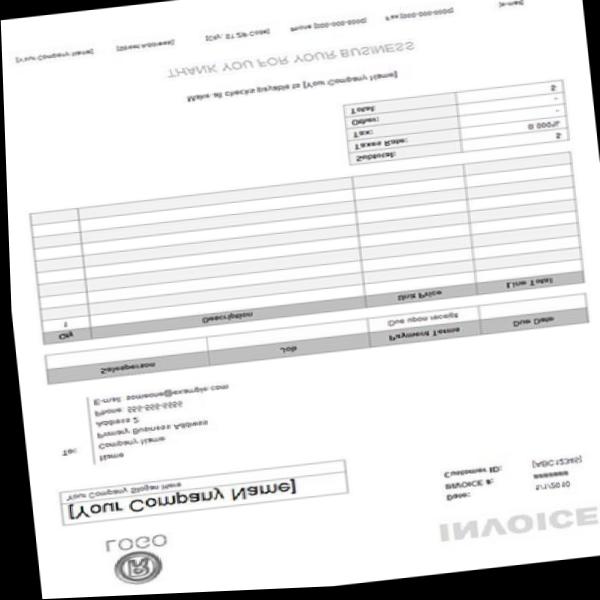 LOGO
INVOICE
[Your Company Name]
Your Company Slogan Here
Date: 1/1/2010
INVOICE #: #######
Customer ID: [ABC12345]
To:
Name
Company Name
Primary Business Address
Address 2
Phone: 555-555-5555
E-mail: someone@example.com
Salesperson Job Payment Terms Due Date
Due upon receipt
Qty Description Unit Price Line Total
1
Subtotal: $
Taxes Rate: 0.000%
Tax: -
Other: -
Total: $
Make all checks payable to [Your Company Name]
THANK YOU FOR YOUR BUSINESS
[Your Company Name] [Street Address] [City, ST ZIP Code] Phone [000-000-0000] Fax [000-000-0000] [e-mail]